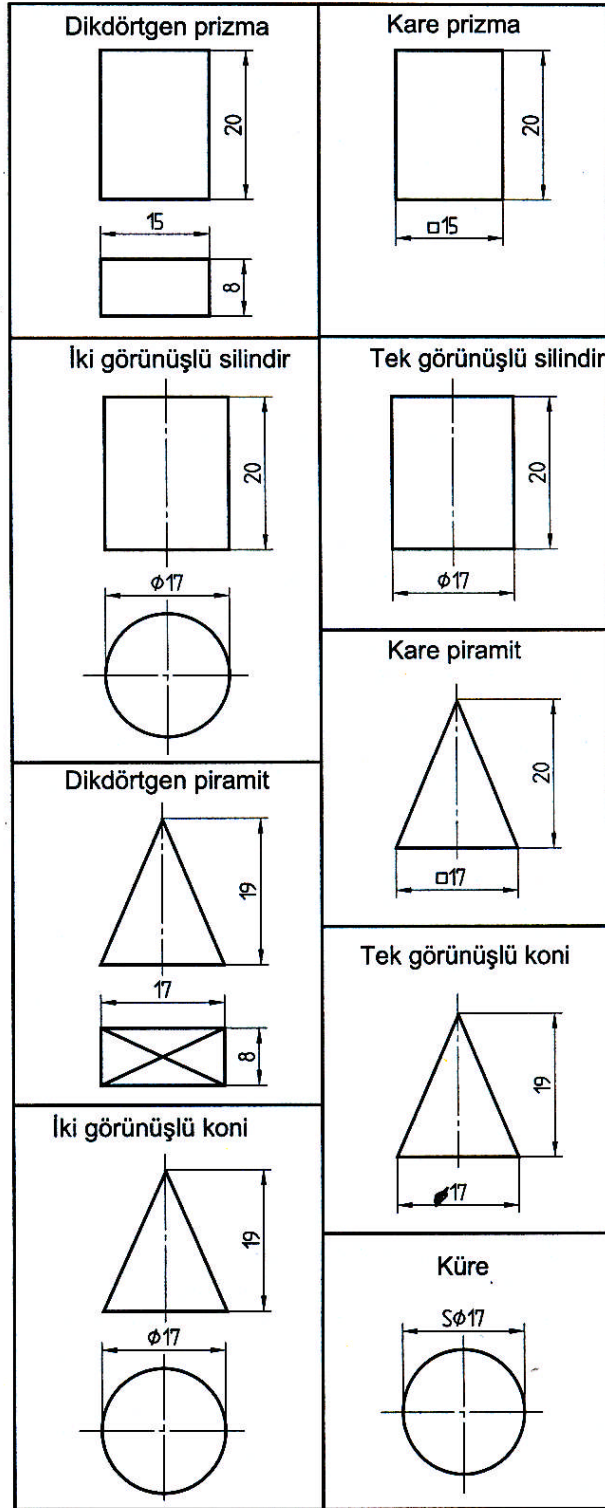 Dikdörtgen prizma
20
15
8
Kare prizma
20
□15
İki görünüşlü silindir
20
ϕ17
Tek görünüşlü silindir
20
ϕ17
Kare piramit
20
□17
Dikdörtgen piramit
19
17
8
Tek görünüşlü koni
19
17
İki görünüşlü koni
19
ϕ17
Küre
Sϕ17